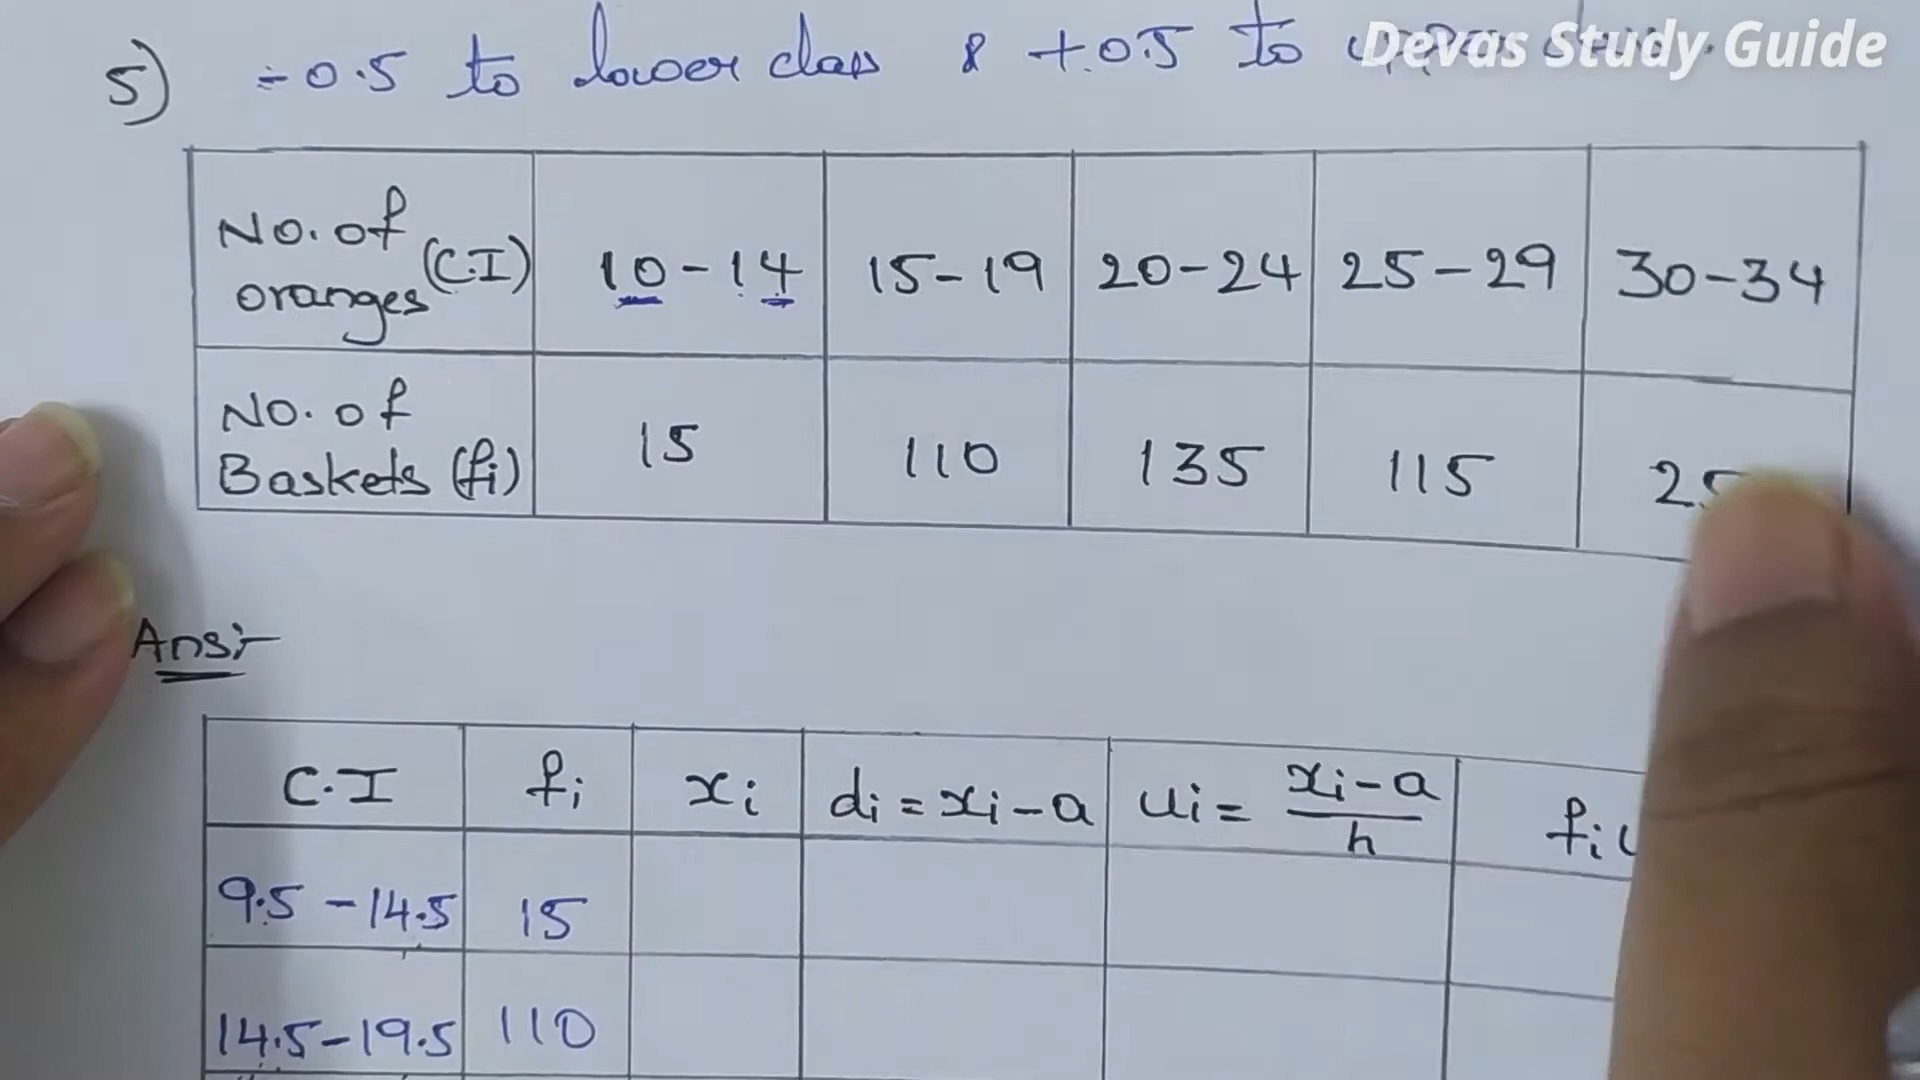 Devas Study Guide
5) -0.5 to lower class & +0.5 to
No. of oranges (C.I) 10-14 15-19 20-24 25-29 30-34
No. of Baskets (fi) 15 110 135 115
Ans:-
C.I fi xi di = xi-a ui = xi-a/h
9.5-14.5 15
14.5-19.5 110